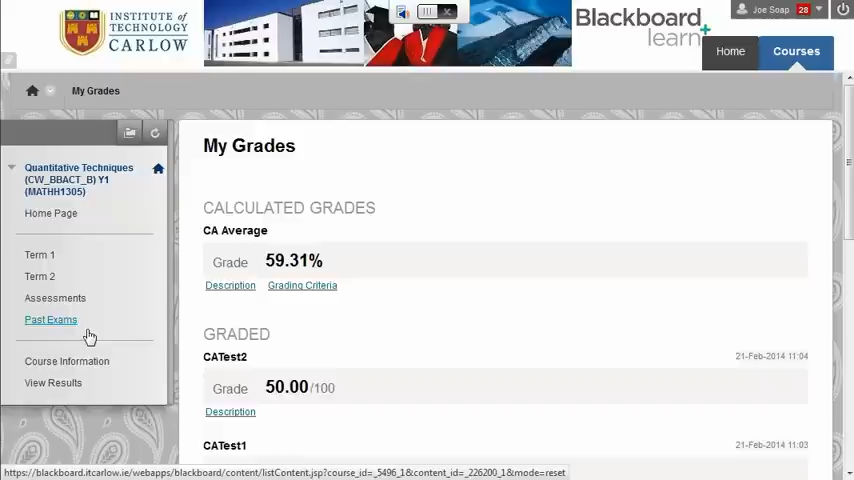 INSTITUTE of
TECHNOLOGY
CARLOW
Blackboard
learn+
Joe Soap 28
Home
Courses
My Grades
Quantitative Techniques
(CW_BBACT_B) Y1
(MATHH1305)
Home Page
Term 1
Term 2
Assessments
Past Exams
Course Information
View Results
My Grades
CALCULATED GRADES
CA Average
Grade 59.31%
Description Grading Criteria
GRADED
CATest2 21-Feb-2014 11:04
Grade 50.00/100
Description
CATest1 21-Feb-2014 11:03
https://blackboard.itcarlow.ie/webapps/blackboard/content/listContent.jsp?course_id=_5496_1&content_id=_226200_1&mode=reset